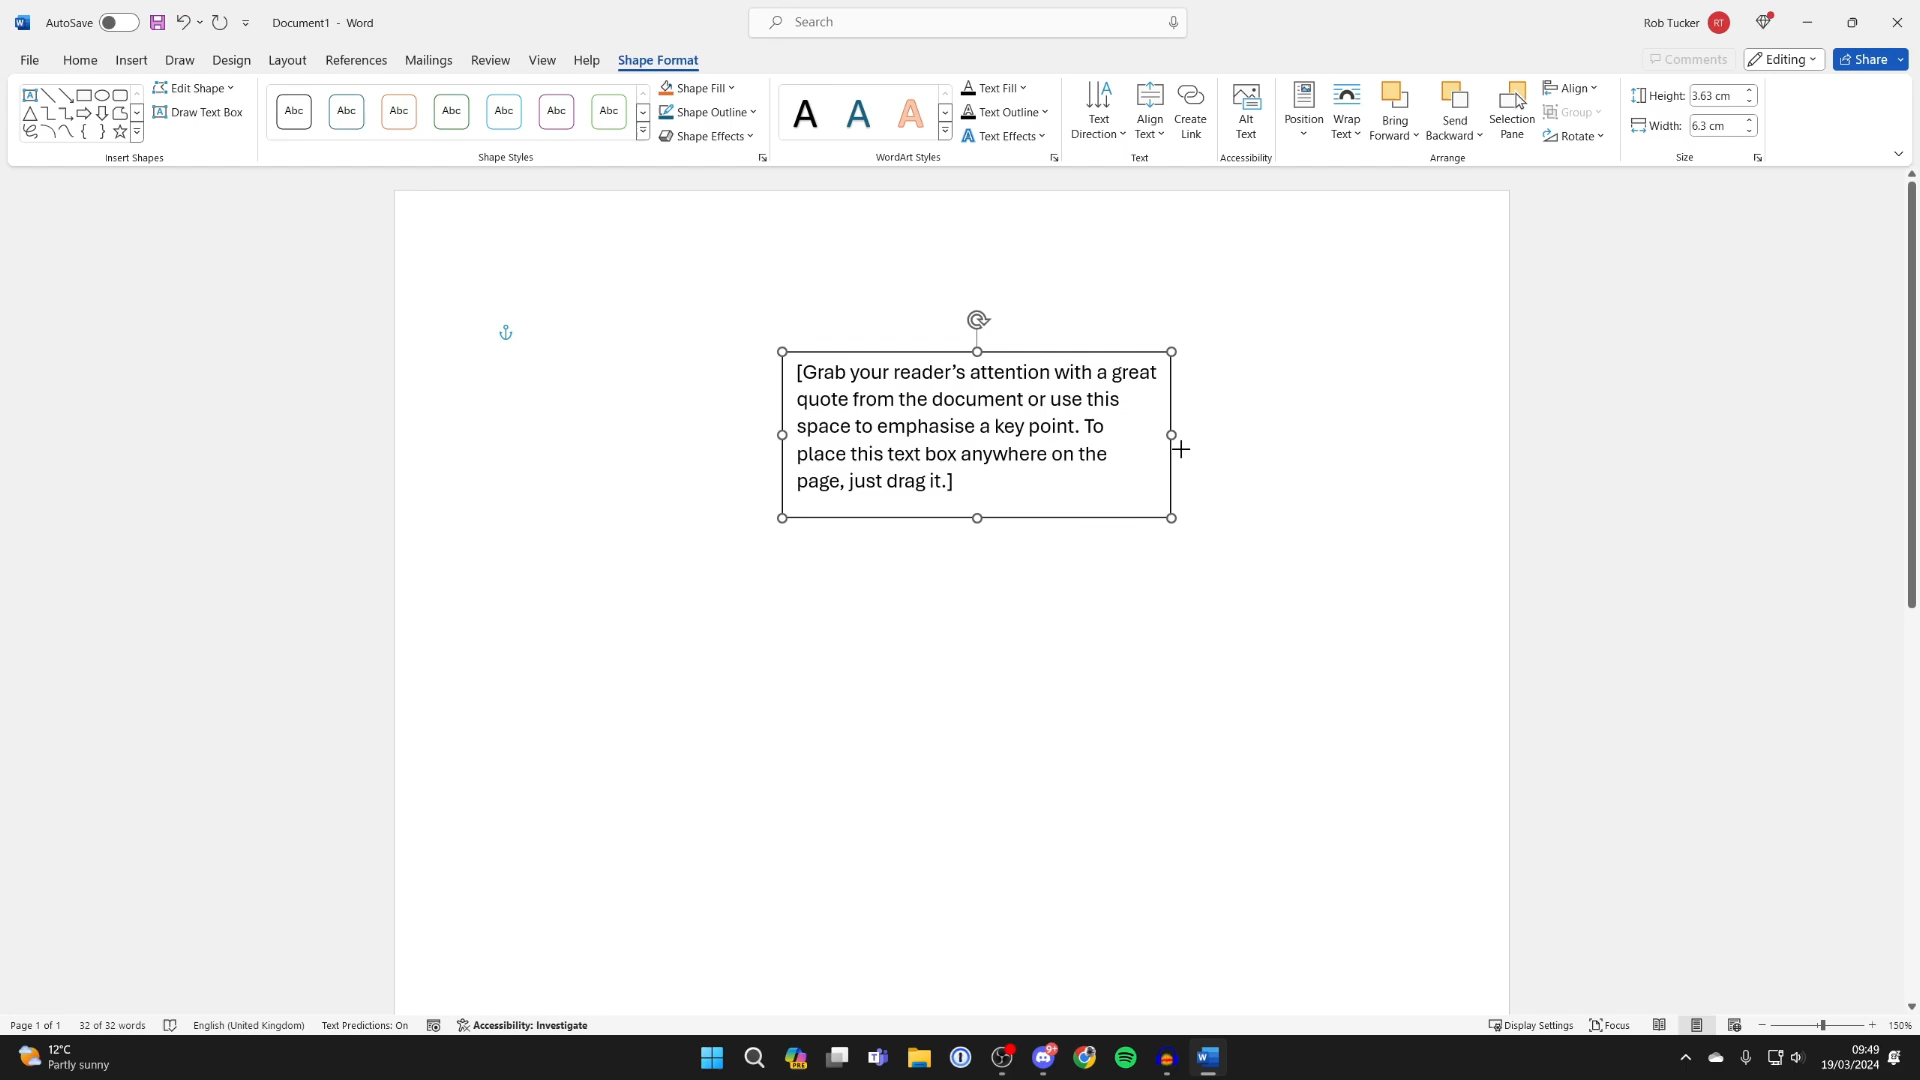 AutoSave
Document1 - Word
Search
Rob Tucker
RT
File
Home
Insert
Draw
Design
Layout
References
Mailings
Review
View
Help
Shape Format
Comments
Editing
Share
Edit Shape
Draw Text Box
Insert Shapes
Abc
Abc
Abc
Abc
Abc
Abc
Abc
Shape Fill
Shape Outline
Shape Effects
Shape Styles
A
A
A
Text Fill
Text Outline
Text Effects
WordArt Styles
Text
Direction
Align
Text
Create
Link
Text
Alt
Text
Accessibility
Position
Wrap
Text
Bring
Forward
Send
Backward
Selection
Pane
Align
Group
Rotate
Arrange
Height: 3.63 cm
Width: 6.3 cm
Size
[Grab your reader’s attention with a great
quote from the document or use this
space to emphasise a key point. To
place this text box anywhere on the
page, just drag it.]
Page 1 of 1
32 of 32 words
English (United Kingdom)
Text Predictions: On
Accessibility: Investigate
Display Settings
Focus
150%
12°C
Partly sunny
PRE
9+
09:49
19/03/2024